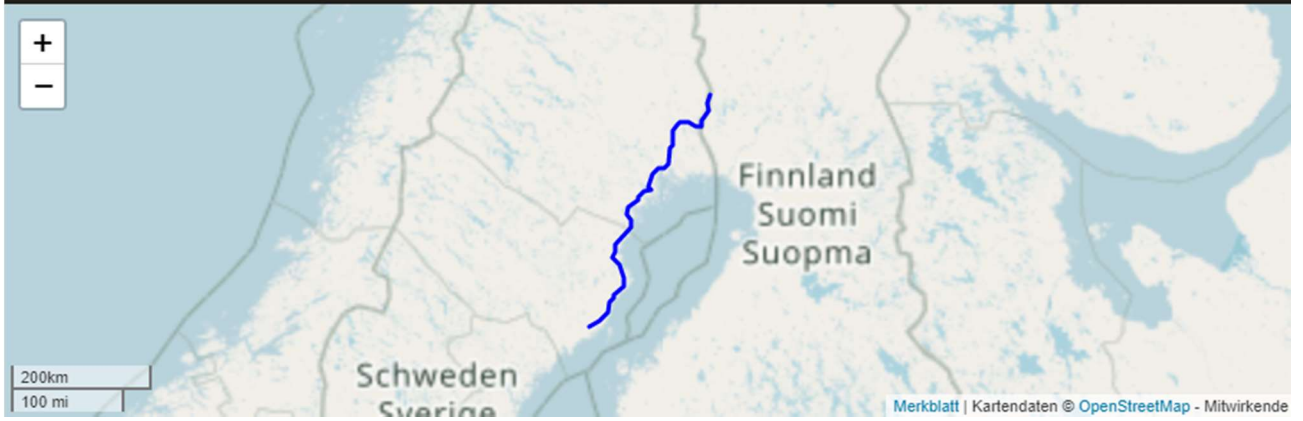 +
−
Finnland
Suomi
Suopma
Schweden
Sverige
200km
100 mi
Merkblatt | Kartendaten © OpenStreetMap - Mitwirkende